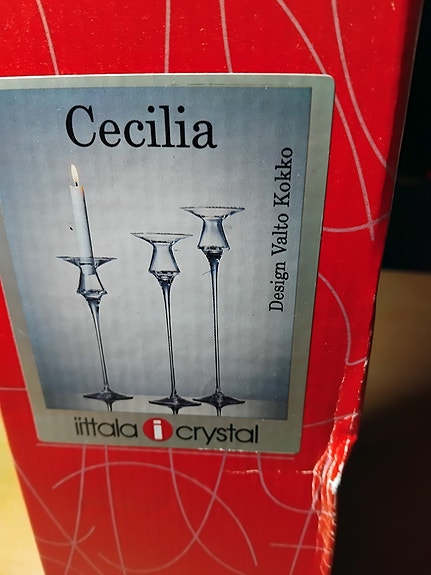 Cecilia
Design Valto Kokko
iittala i crystal